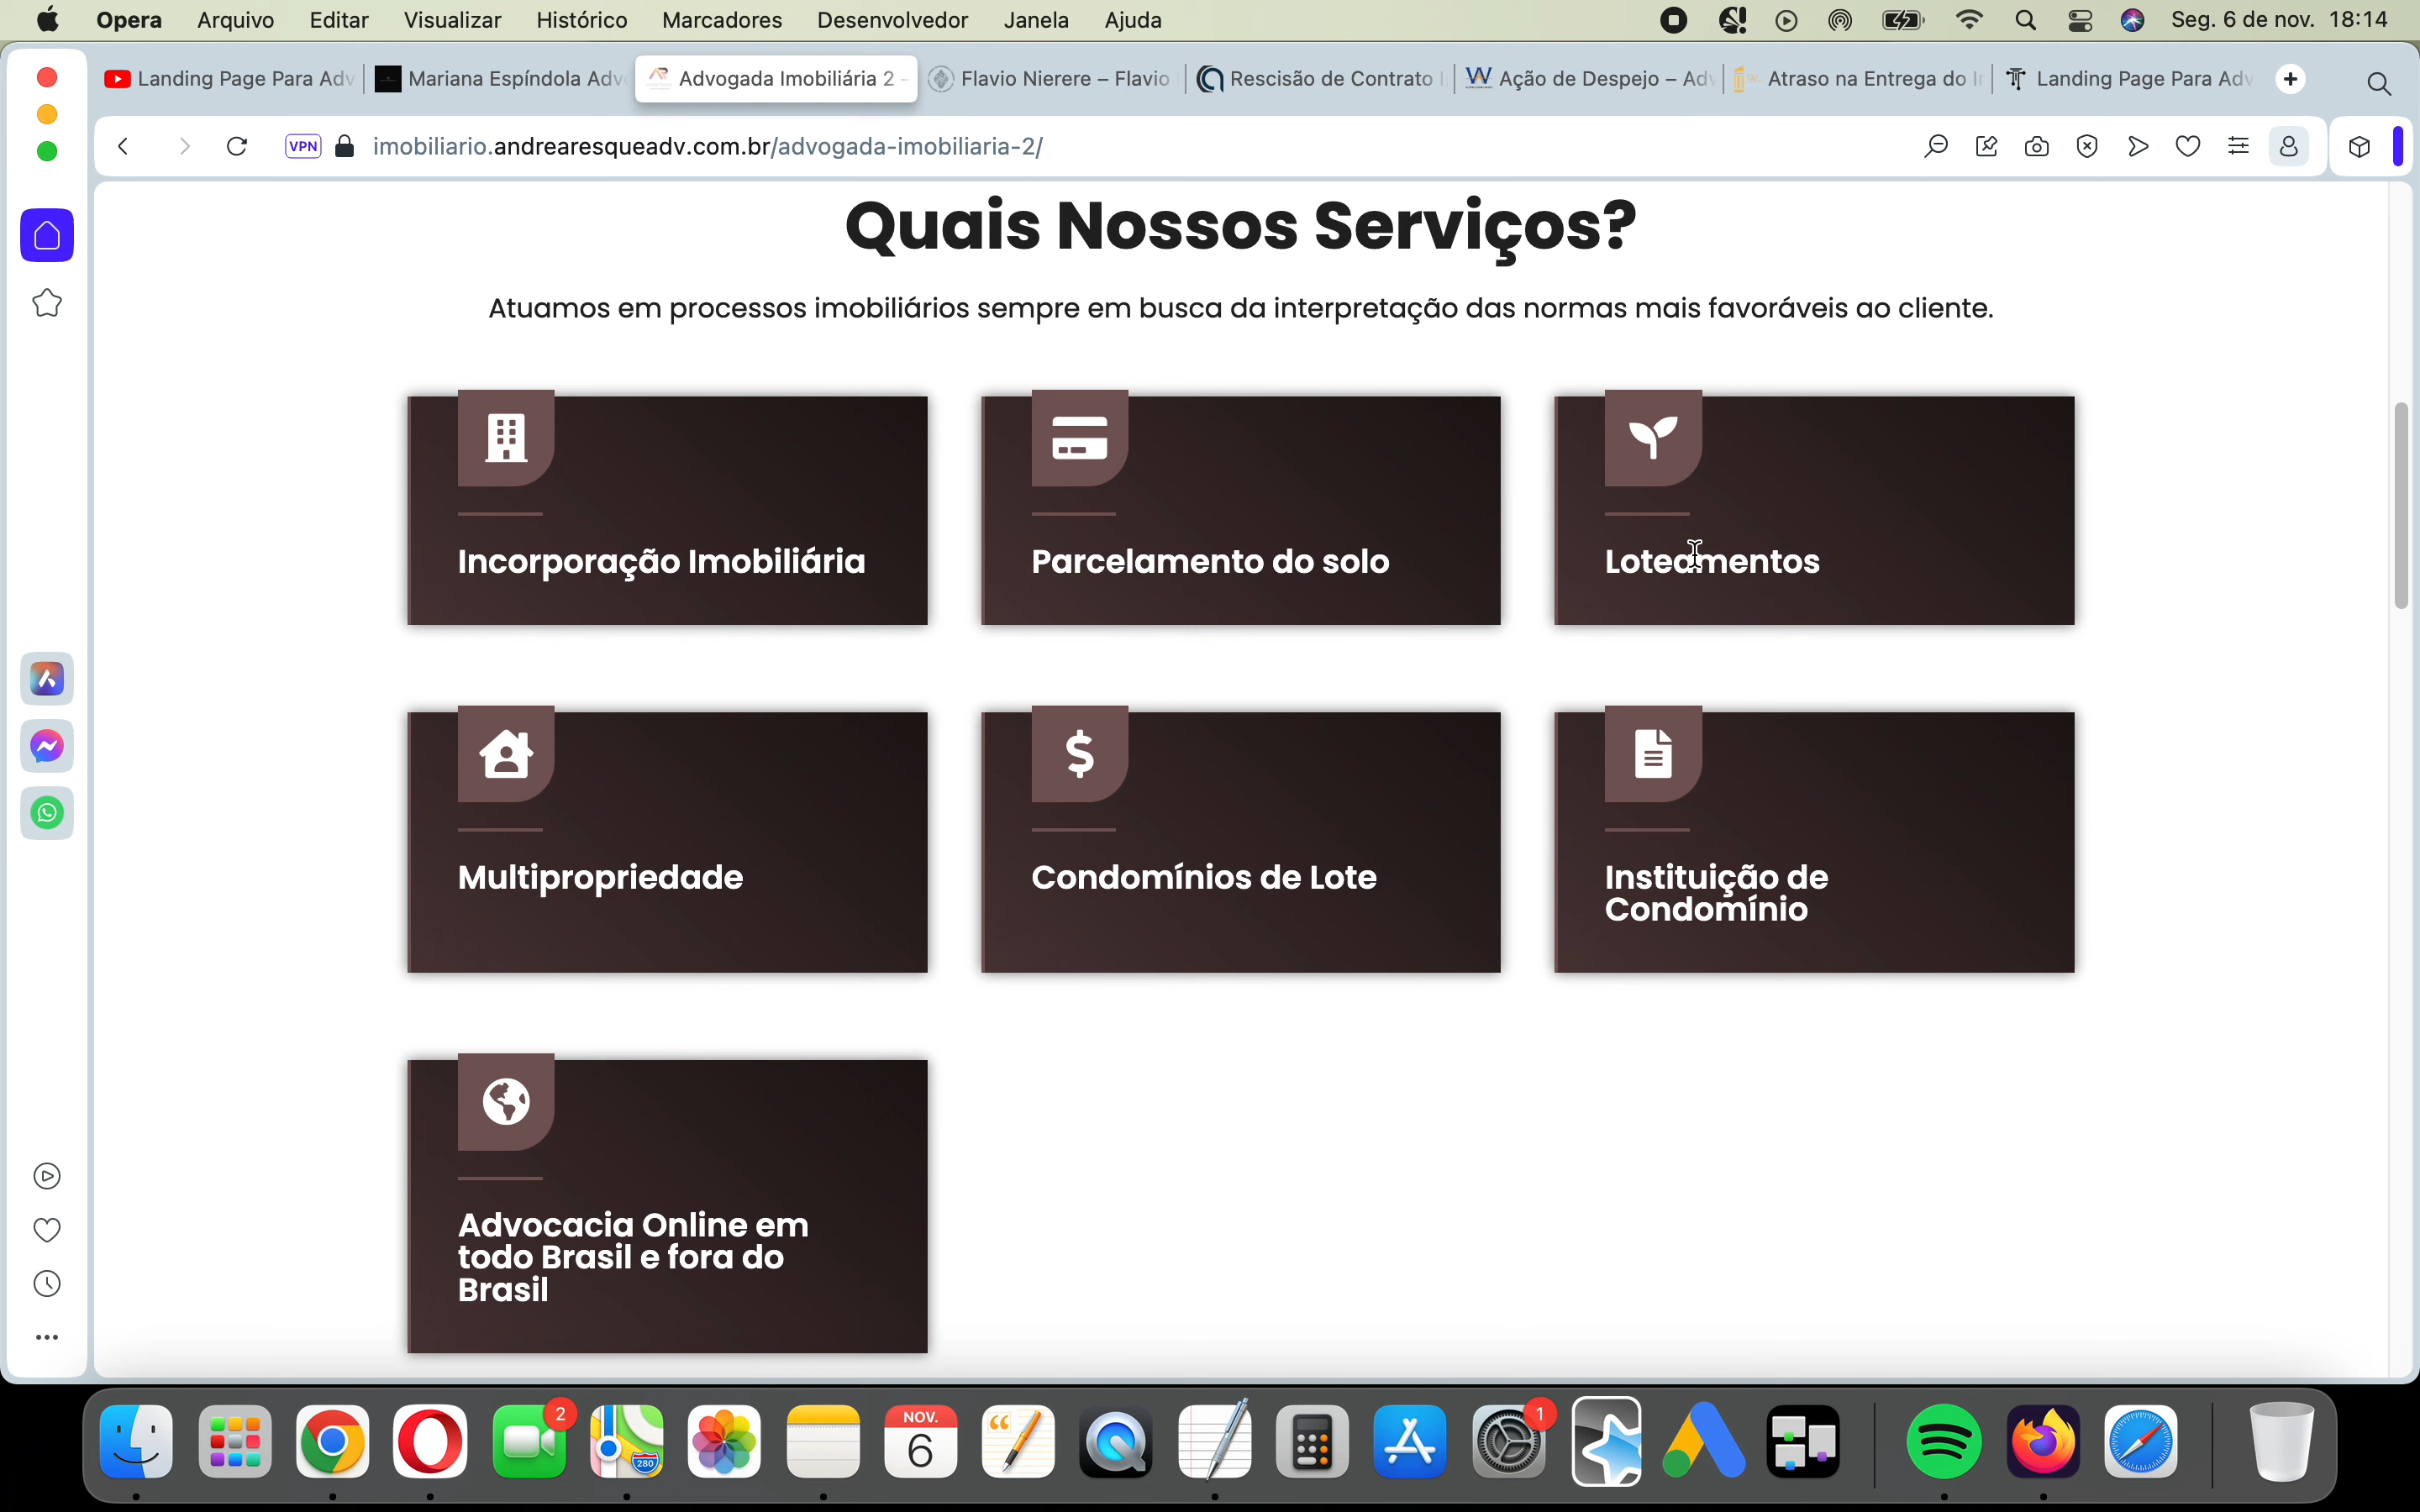 Opera Arquivo Editar Visualizar Histórico Marcadores Desenvolvedor Janela Ajuda Seg. 6 de nov. 18:14
Landing Page Para Adv Mariana Espíndola Adv Advogada Imobiliária 2 - Flavio Nierere – Flavio Rescisão de Contrato Ação de Despejo – Adv Atraso na Entrega do Landing Page Para Adv
VPN imobiliario.andrearesqueadv.com.br/advogada-imobiliaria-2/
Quais Nossos Serviços?
Atuamos em processos imobiliários sempre em busca da interpretação das normas mais favoráveis ao cliente.
Incorporação Imobiliária Parcelamento do solo Loteamentos
Multipropriedade Condomínios de Lote Instituição de
Condomínio
Advocacia Online em
todo Brasil e fora do
Brasil
2 280 NOV. 6 1